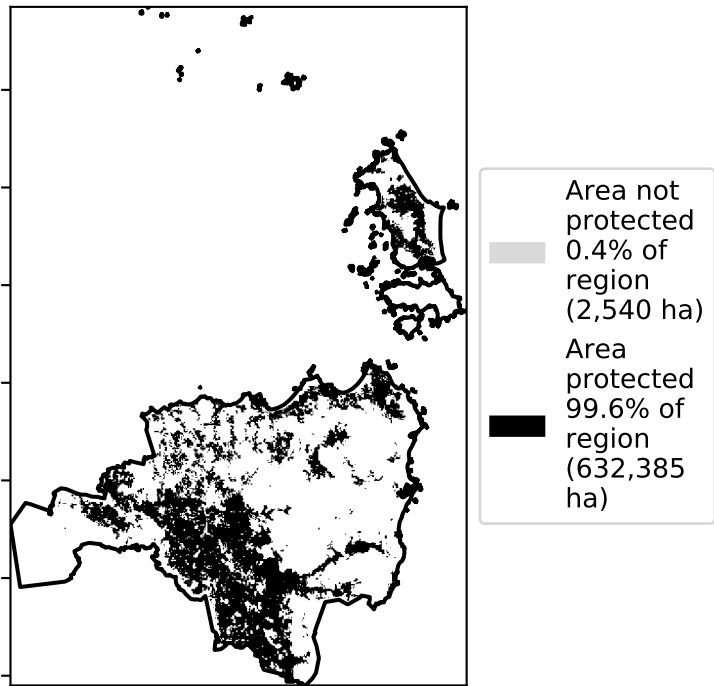 Area not
protected
0.4% of
region
(2,540 ha)
Area
protected
99.6% of
region
(632,385
ha)